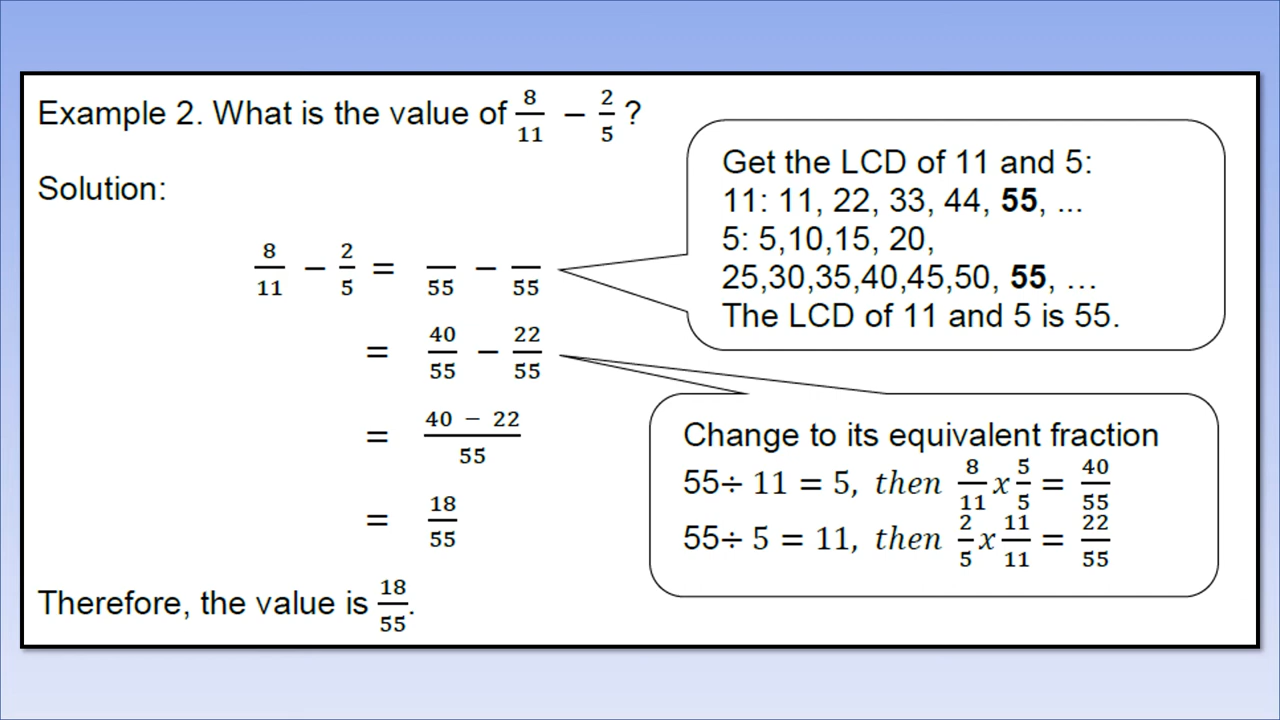 Example 2. What is the value of 8/11 − 2/5 ?
Solution:
8/11 − 2/5 = /55 − /55
= 40/55 − 22/55
= (40 − 22)/55
= 18/55
Therefore, the value is 18/55.
Get the LCD of 11 and 5:
11: 11, 22, 33, 44, 55, ...
5: 5,10,15, 20,
25,30,35,40,45,50, 55, …
The LCD of 11 and 5 is 55.
Change to its equivalent fraction
55÷ 11 = 5, then 8/11 x 5/5 = 40/55
55÷ 5 = 11, then 2/5 x 11/11 = 22/55